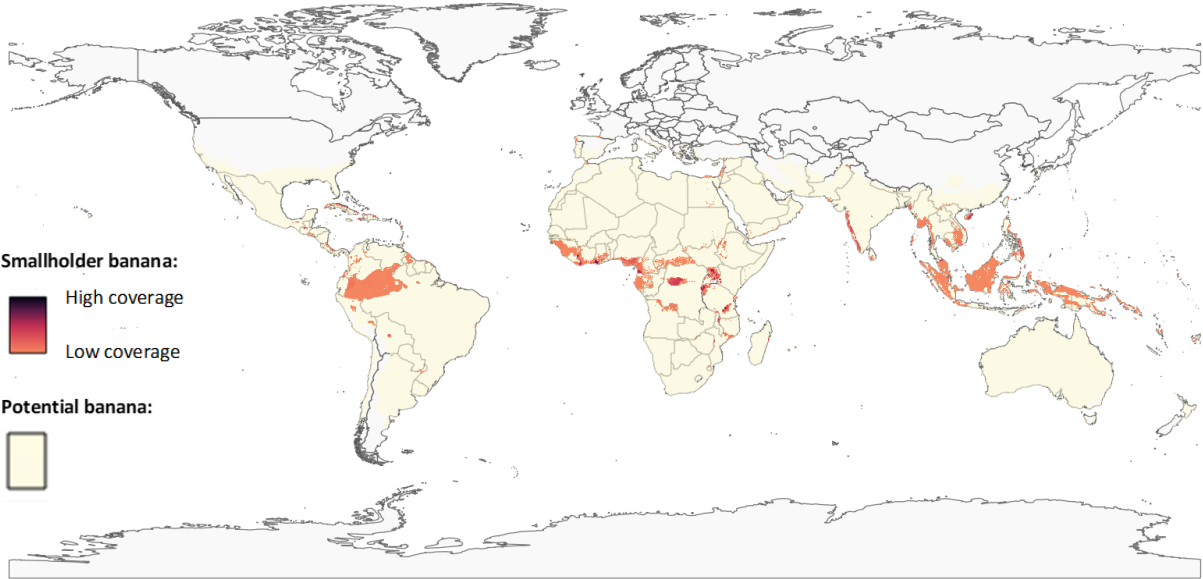 Smallholder banana:
High coverage
Low coverage
Potential banana: